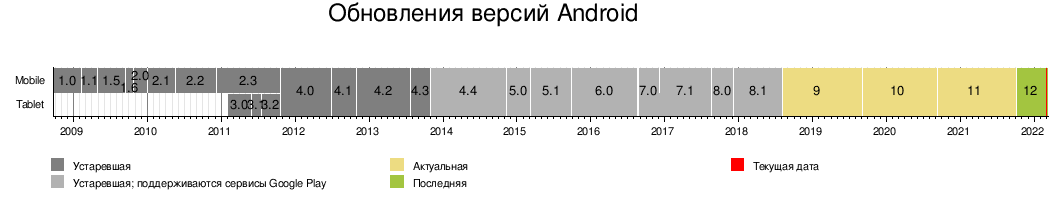 Обновления версий Android
Mobile 1.0 1.1 1.5 1.6 2.0 2.1 2.2 2.3 4.0 4.1 4.2 4.3 4.4 5.0 5.1 6.0 7.0 7.1 8.0 8.1 9 10 11 12
Tablet 3.0 3.1 3.2
2009 2010 2011 2012 2013 2014 2015 2016 2017 2018 2019 2020 2021 2022
Устаревшая Актуальная Текущая дата
Устаревшая; поддерживаются сервисы Google Play Последняя